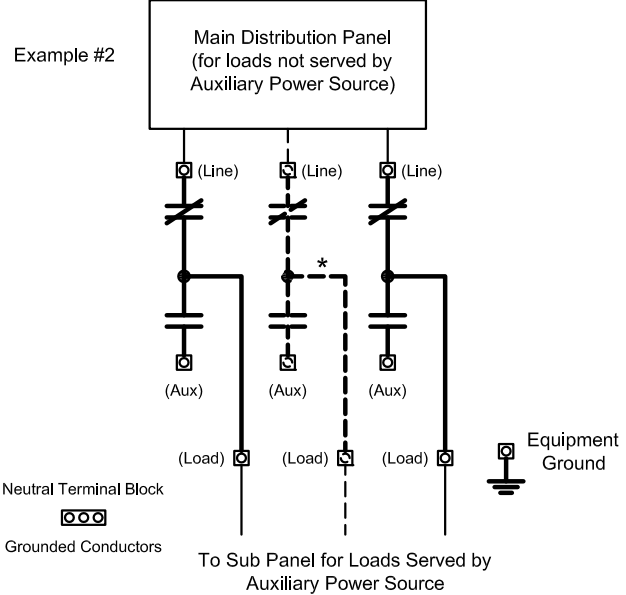 Example #2
Main Distribution Panel
(for loads not served by
Auxiliary Power Source)
(Line)
(Line)
(Line)
*
(Aux)
(Aux)
(Aux)
(Load)
(Load)
(Load)
Equipment
Ground
Neutral Terminal Block
Grounded Conductors
To Sub Panel for Loads Served by
Auxiliary Power Source